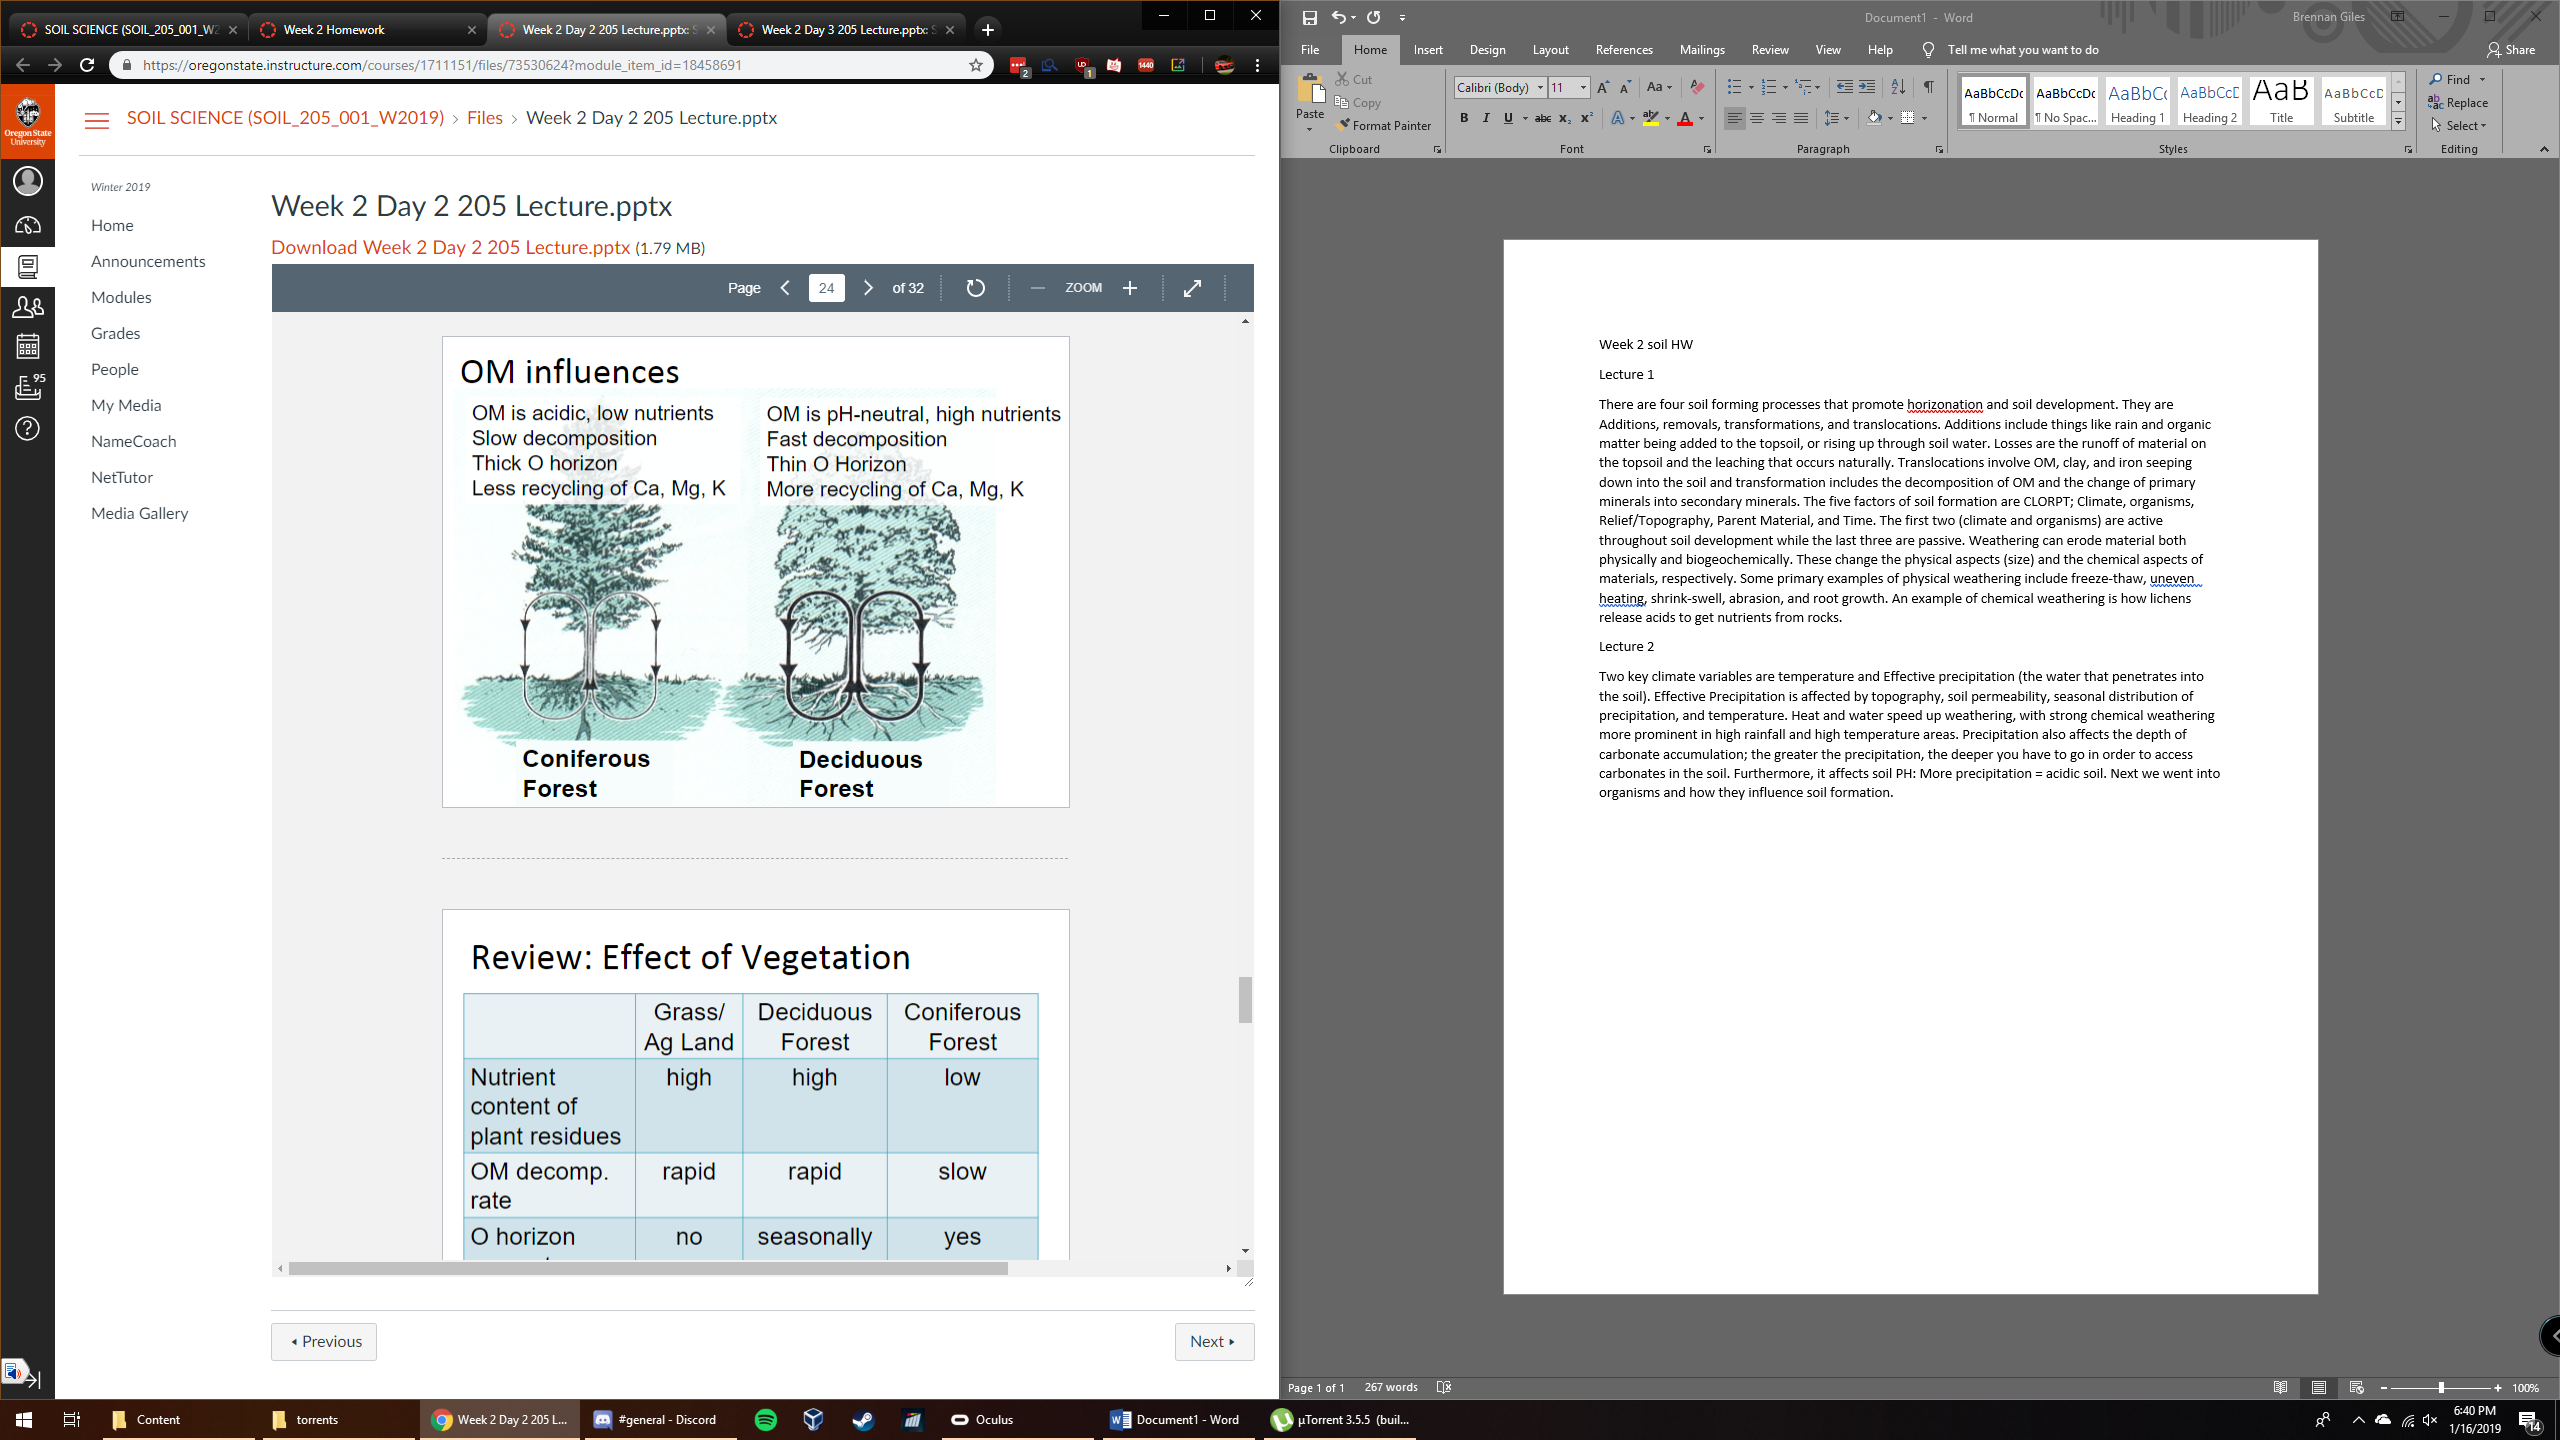 SOIL SCIENCE (SOIL_205_001_W2
Week 2 Homework
Week 2 Day 2 205 Lecture.pptx: S
Week 2 Day 3 205 Lecture.pptx: S
https://oregonstate.instructure.com/courses/1711151/files/73530624?module_item_id=18458691
2
1
1440
Oregon State
University
95
SOIL SCIENCE (SOIL_205_001_W2019) › Files › Week 2 Day 2 205 Lecture.pptx
Winter 2019
Home
Announcements
Modules
Grades
People
My Media
NameCoach
NetTutor
Media Gallery
Week 2 Day 2 205 Lecture.pptx
Download Week 2 Day 2 205 Lecture.pptx (1.79 MB)
Page 24 of 32 ZOOM
OM influences
OM is acidic, low nutrients
Slow decomposition
Thick O horizon
Less recycling of Ca, Mg, K
OM is pH-neutral, high nutrients
Fast decomposition
Thin O Horizon
More recycling of Ca, Mg, K
Coniferous
Forest
Deciduous
Forest
Review: Effect of Vegetation
Grass/
Ag Land
Deciduous
Forest
Coniferous
Forest
Nutrient
content of
plant residues
high high low
OM decomp.
rate
rapid rapid slow
O horizon no seasonally yes
Previous
Next
Document1 - Word
Brennan Giles
File Home Insert Design Layout References Mailings Review View Help Tell me what you want to do Share
Paste
Cut
Copy
Format Painter
Clipboard
Calibri (Body) 11
Font
Paragraph
AaBbCcDc AaBbCcDc AaBbCc AaBbCcD AaB AaBbCcD
¶ Normal ¶ No Spac... Heading 1 Heading 2 Title Subtitle
Styles
Find
Replace
Select
Editing
Week 2 soil HW
Lecture 1
There are four soil forming processes that promote horizonation and soil development. They are
Additions, removals, transformations, and translocations. Additions include things like rain and organic
matter being added to the topsoil, or rising up through soil water. Losses are the runoff of material on
the topsoil and the leaching that occurs naturally. Translocations involve OM, clay, and iron seeping
down into the soil and transformation includes the decomposition of OM and the change of primary
minerals into secondary minerals. The five factors of soil formation are CLORPT; Climate, organisms,
Relief/Topography, Parent Material, and Time. The first two (climate and organisms) are active
throughout soil development while the last three are passive. Weathering can erode material both
physically and biogeochemically. These change the physical aspects (size) and the chemical aspects of
materials, respectively. Some primary examples of physical weathering include freeze-thaw, uneven
heating, shrink-swell, abrasion, and root growth. An example of chemical weathering is how lichens
release acids to get nutrients from rocks.
Lecture 2
Two key climate variables are temperature and Effective precipitation (the water that penetrates into
the soil). Effective Precipitation is affected by topography, soil permeability, seasonal distribution of
precipitation, and temperature. Heat and water speed up weathering, with strong chemical weathering
more prominent in high rainfall and high temperature areas. Precipitation also affects the depth of
carbonate accumulation; the greater the precipitation, the deeper you have to go in order to access
carbonates in the soil. Furthermore, it affects soil PH: More precipitation = acidic soil. Next we went into
organisms and how they influence soil formation.
Page 1 of 1 267 words
100%
Content
torrents
Week 2 Day 2 205 L...
#general - Discord
Oculus
Document1 - Word
µTorrent 3.5.5 (buil...
6:40 PM
1/16/2019
14